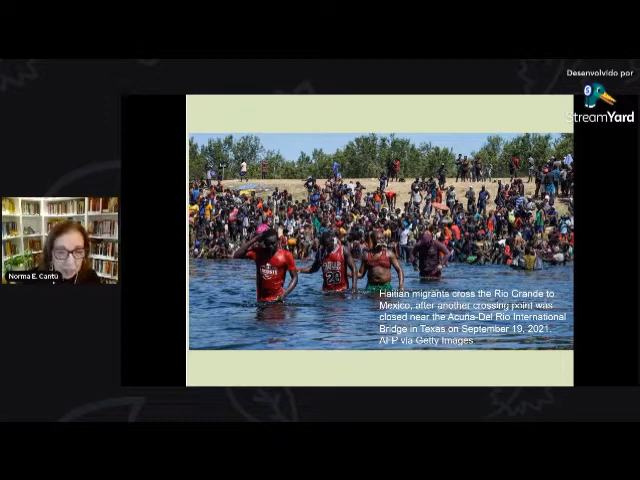 Desenvolvido por
StreamYard
Norma E. Cantú
Haitian migrants cross the Rio Grande to
Mexico, after another crossing point was
closed near the Acuña-Del Rio International
Bridge in Texas on September 19, 2021.
AFP via Getty Images